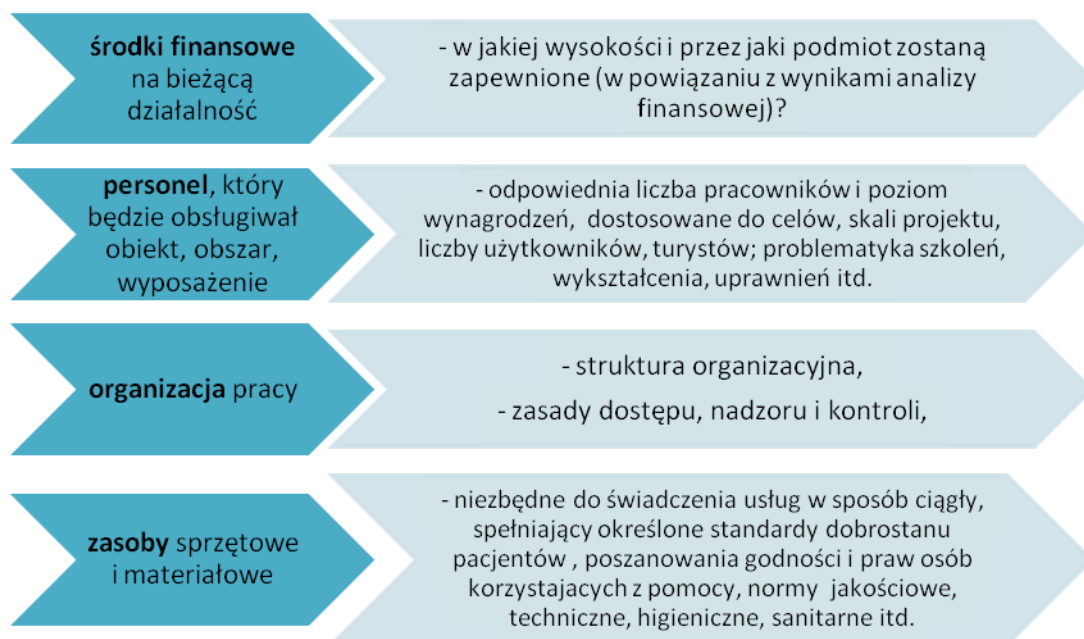 środki finansowe
na bieżącą
działalność
- w jakiej wysokości i przez jaki podmiot zostaną
zapewnione (w powiązaniu z wynikami analizy
finansowej)?
personel, który
będzie obsługiwał
obiekt, obszar,
wyposażenie
- odpowiednia liczba pracowników i poziom
wynagrodzeń, dostosowane do celów, skali projektu,
liczby użytkowników, turystów; problematyka szkoleń,
wykształcenia, uprawnień itd.
organizacja pracy
- struktura organizacyjna,
- zasady dostępu, nadzoru i kontroli,
zasoby sprzętowe
i materiałowe
- niezbędne do świadczenia usług w sposób ciągły,
spełniający określone standardy dobrostanu
pacjentów , poszanowania godności i praw osób
korzystajacych z pomocy, normy jakościowe,
techniczne, higieniczne, sanitarne itd.